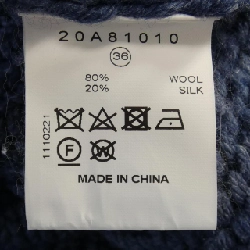 20A81010
36
80% WOOL
20% SILK
1110221
F
W
MADE IN CHINA